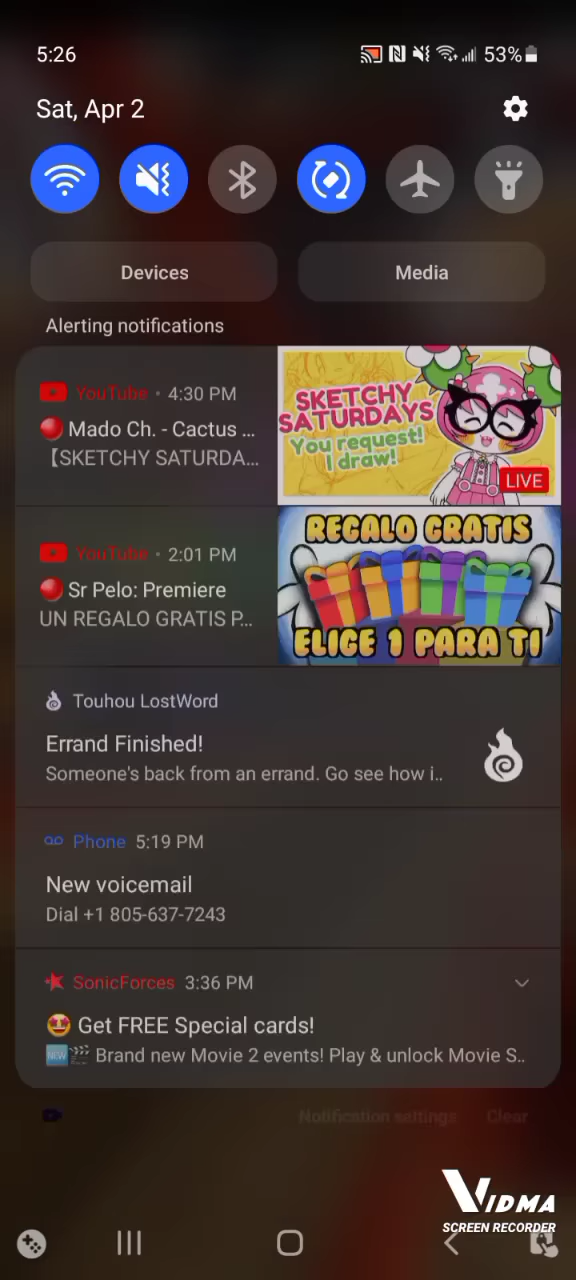 5:26
53%
Sat, Apr 2
Devices
Media
Alerting notifications
YouTube • 4:30 PM
Mado Ch. - Cactus ...
【SKETCHY SATURDA...
SKETCHY
SATURDAYS
You request!
I draw!
LIVE
YouTube • 2:01 PM
Sr Pelo: Premiere
UN REGALO GRATIS P...
REGALO GRATIS
ELIGE 1 PARA TI
Touhou LostWord
Errand Finished!
Someone's back from an errand. Go see how i..
Phone 5:19 PM
New voicemail
Dial +1 805-637-7243
SonicForces 3:36 PM
🤩 Get FREE Special cards!
🆕🎬 Brand new Movie 2 events! Play & unlock Movie S..
Notification settings
Clear
VIDMA
SCREEN RECORDER